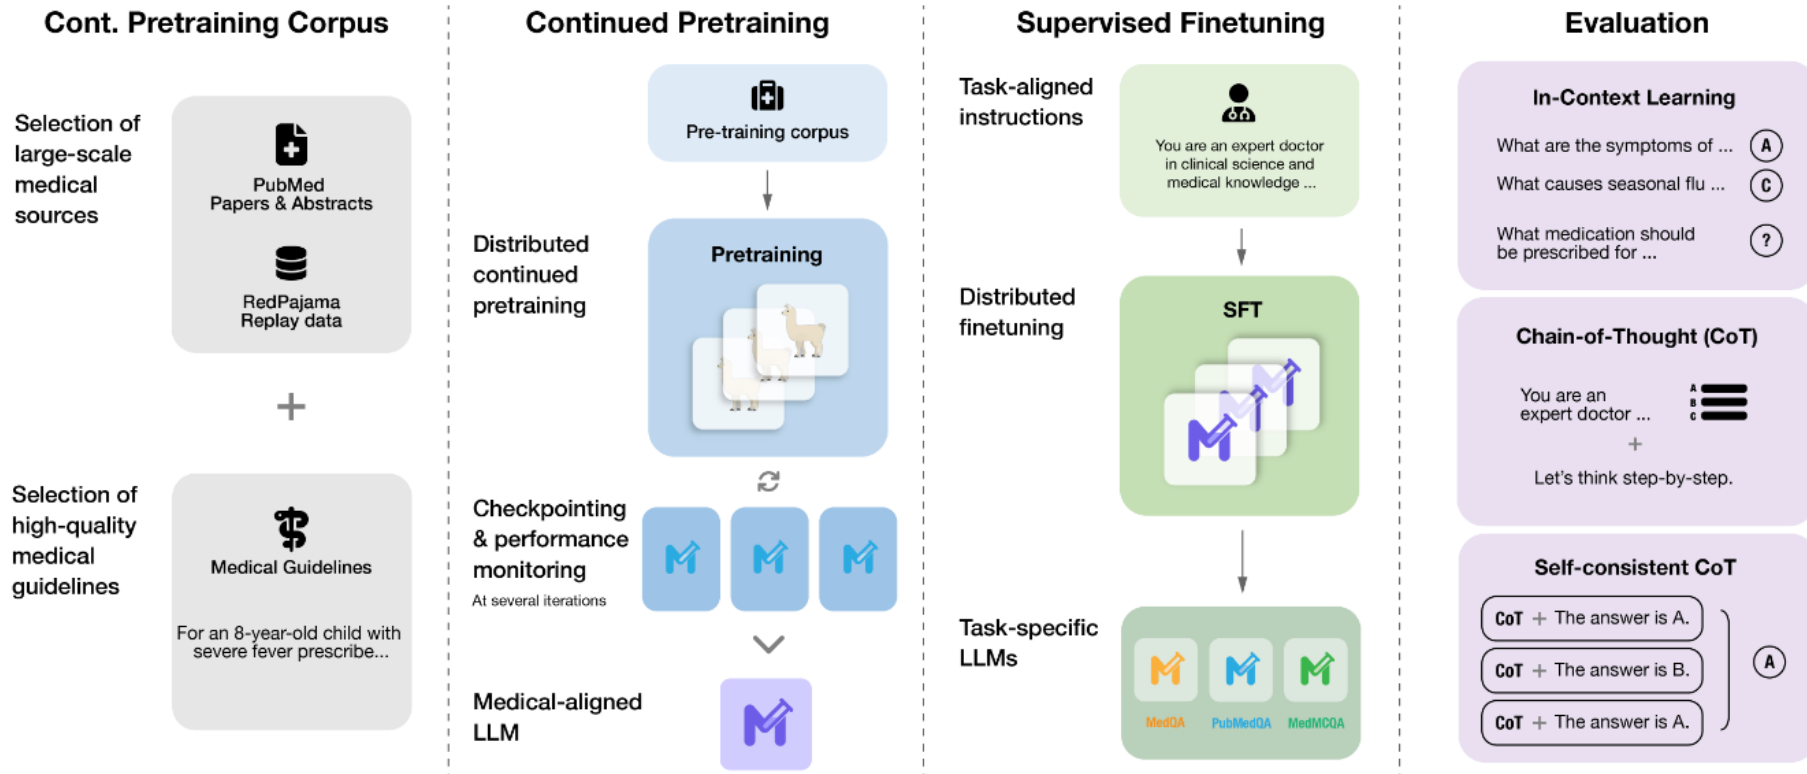 Cont. Pretraining Corpus
Selection of
large-scale
medical
sources
PubMed
Papers & Abstracts
RedPajama
Replay data
+
Selection of
high-quality
medical
guidelines
Medical Guidelines
For an 8-year-old child with
severe fever prescribe...
Continued Pretraining
Pre-training corpus
Distributed
continued
pretraining
Pretraining
Checkpointing
& performance
monitoring
At several iterations
M M M
Medical-aligned
LLM
M
Supervised Finetuning
Task-aligned
instructions
You are an expert doctor
in clinical science and
medical knowledge ...
Distributed
finetuning
SFT
M M M
Task-specific
LLMs
M M M
MedQA PubMedQA MedMCQA
Evaluation
In-Context Learning
What are the symptoms of ... A
What causes seasonal flu ... C
What medication should
be prescribed for ... ?
Chain-of-Thought (CoT)
You are an
expert doctor ...
A
B
C
+
Let's think step-by-step.
Self-consistent CoT
CoT + The answer is A.
CoT + The answer is B.
CoT + The answer is A.
A